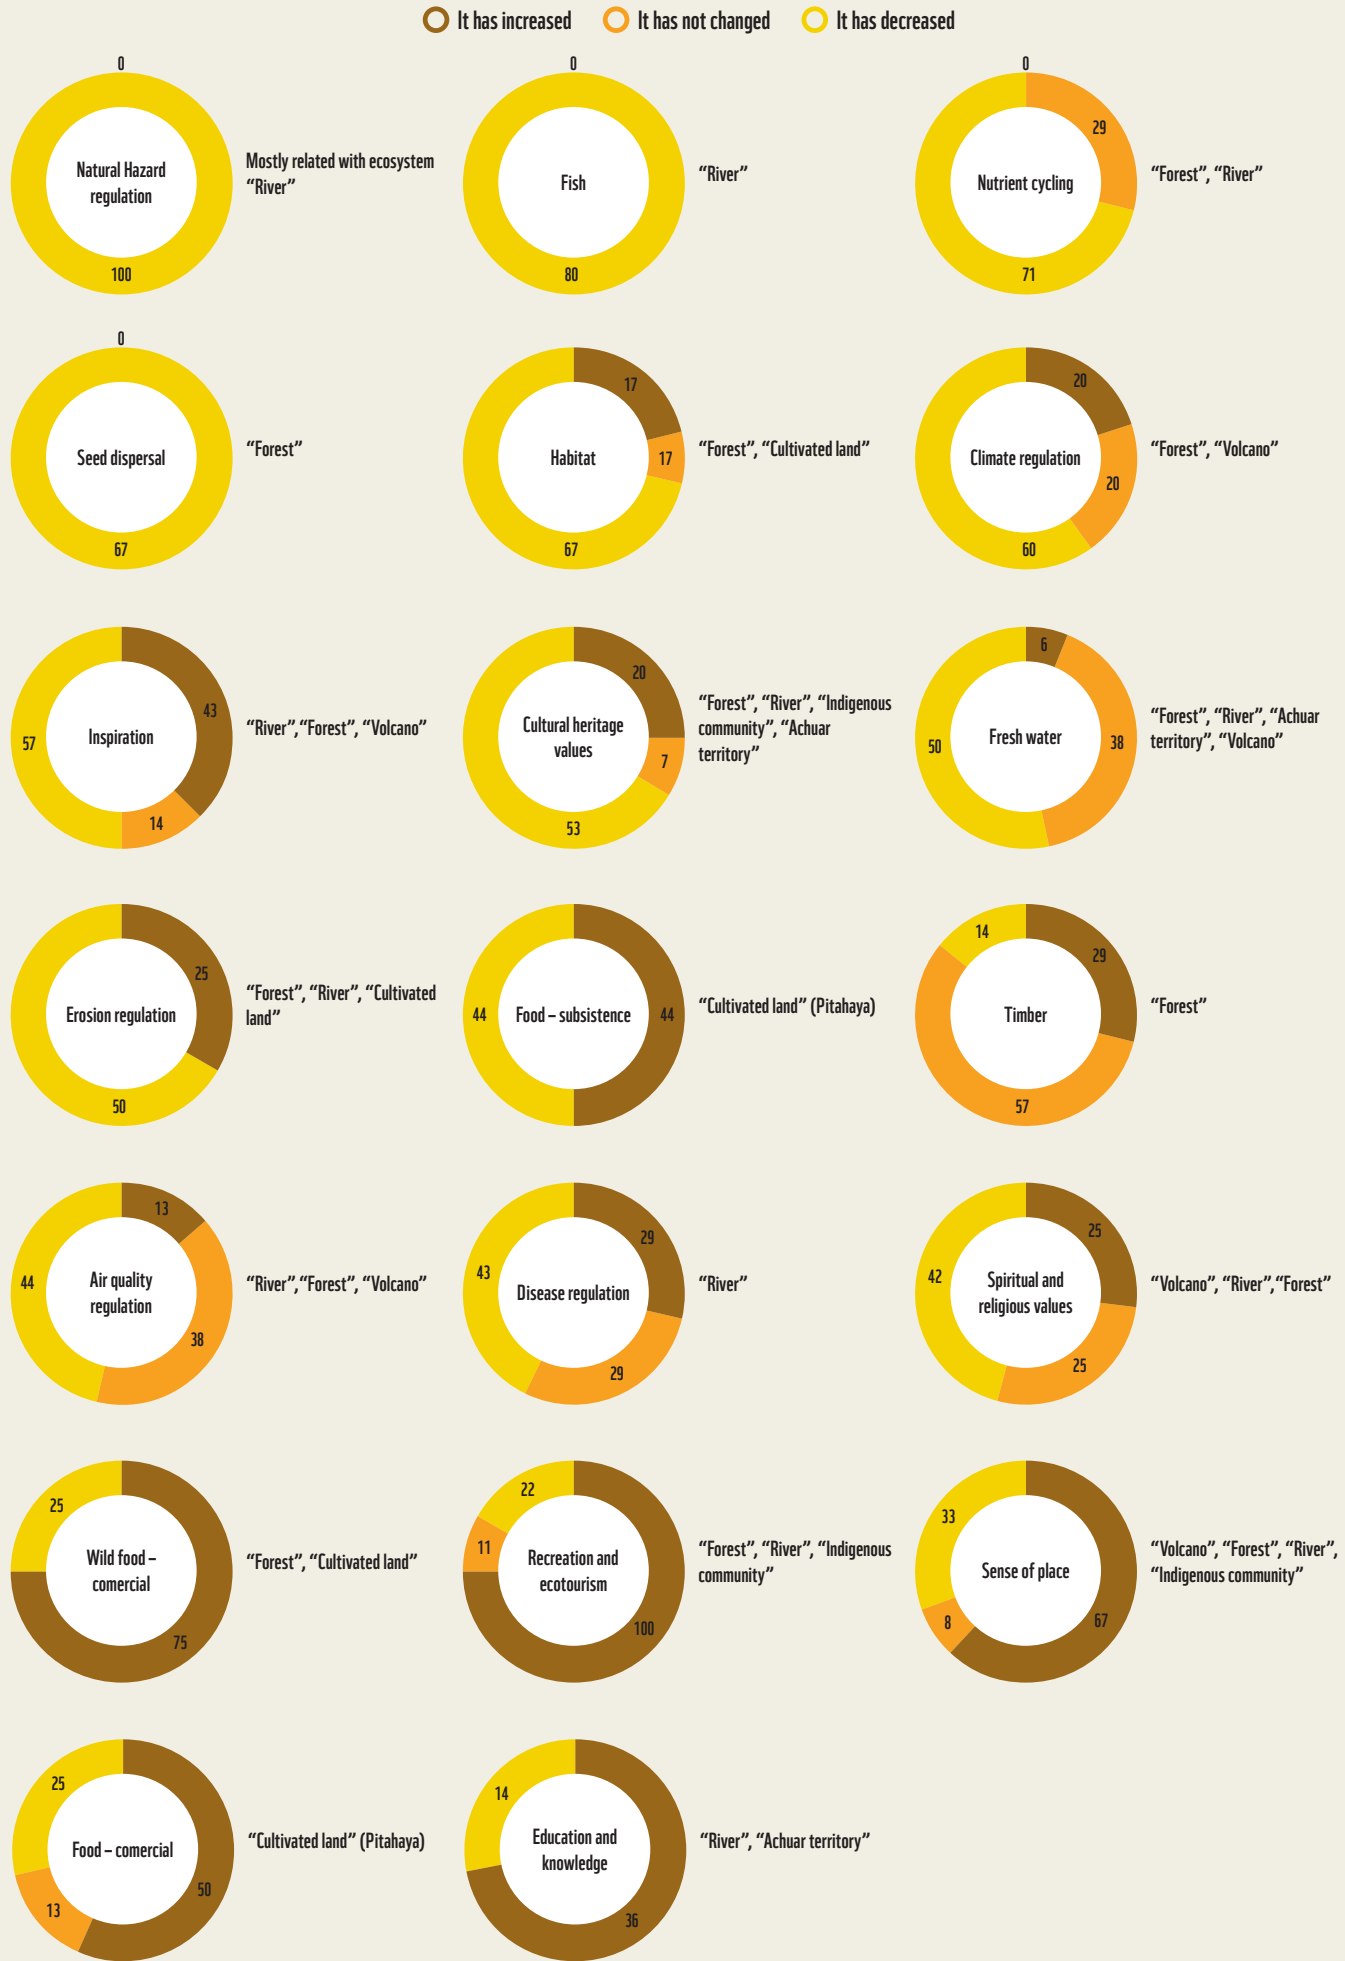 It has increased
It has not changed
It has decreased
0
Natural Hazard
regulation
100
Mostly related with ecosystem
“River”
0
Fish
80
“River”
0
29
Nutrient cycling
71
“Forest”, “River”
0
Seed dispersal
67
“Forest”
17
Habitat
17
67
“Forest”, “Cultivated land”
20
Climate regulation
20
60
“Forest”, “Volcano”
43
Inspiration
57
14
“River”, “Forest”, “Volcano”
20
Cultural heritage
values
7
53
“Forest”, “River”, “Indigenous
community”, “Achuar
territory”
6
Fresh water
50
38
“Forest”, “River”, “Achuar
territory”, “Volcano”
25
Erosion regulation
50
“Forest”, “River”, “Cultivated
land”
44
Food – subsistence
44
“Cultivated land” (Pitahaya)
14
29
Timber
57
“Forest”
13
Air quality
regulation
44
38
“River”, “Forest”, “Volcano”
29
43
Disease regulation
29
“River”
25
42
Spiritual and
religious values
25
“Volcano”, “River”, “Forest”
25
Wild food –
comercial
75
“Forest”, “Cultivated land”
22
11
Recreation and
ecotourism
100
“Forest”, “River”, “Indigenous
community”
33
Sense of place
8
67
“Volcano”, “Forest”, “River”,
“Indigenous community”
25
Food – comercial
13
50
“Cultivated land” (Pitahaya)
14
Education and
knowledge
36
“River”, “Achuar territory”